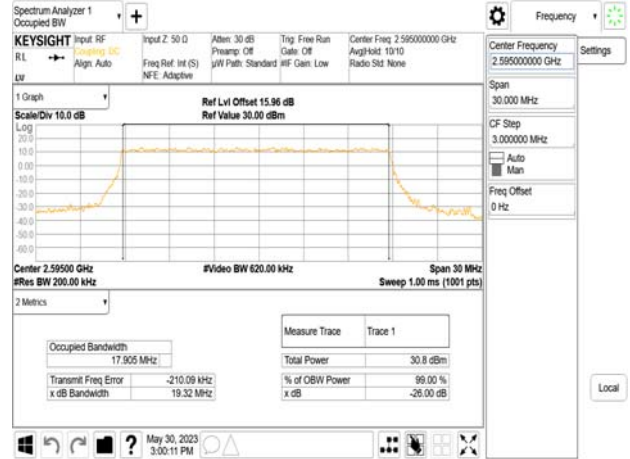 Spectrum Analyzer 1
Occupied BW
Frequency
KEYSIGHT
RL
Input: RF
Coupling: DC
Align: Auto
Input Z: 50 Ω
Freq Ref: Int (S)
NFE: Adaptive
Atten: 30 dB
Preamp: Off
µW Path: Standard
Trig: Free Run
Gate: Off
#IF Gain: Low
Center Freq: 2.595000000 GHz
Avg|Hold: 10/10
Radio Std: None
Center Frequency
2.595000000 GHz
Settings
Span
30.000 MHz
CF Step
3.000000 MHz
Auto
Man
Freq Offset
0 Hz
Local
1 Graph
Scale/Div 10.0 dB
Ref Lvl Offset 15.96 dB
Ref Value 30.00 dBm
Log
20.0
10.0
0.00
-10.0
-20.0
-30.0
-40.0
-50.0
-60.0
Center 2.59500 GHz
#Video BW 620.00 kHz
Span 30 MHz
#Res BW 200.00 kHz
Sweep 1.00 ms (1001 pts)
2 Metrics
Measure Trace
Trace 1
Occupied Bandwidth
17.905 MHz
Total Power
30.8 dBm
Transmit Freq Error
-210.09 kHz
% of OBW Power
99.00 %
x dB Bandwidth
19.32 MHz
x dB
-26.00 dB
May 30, 2023
3:00:11 PM